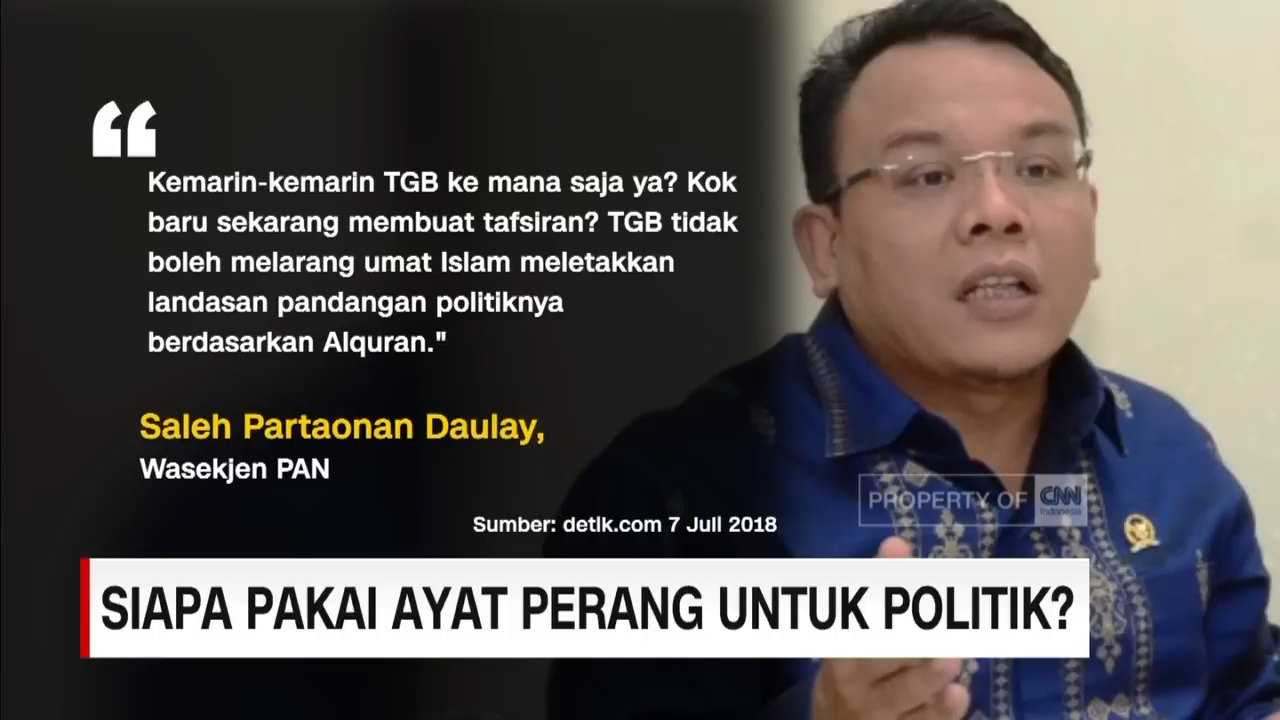 “
Kemarin-kemarin TGB ke mana saja ya? Kok
baru sekarang membuat tafsiran? TGB tidak
boleh melarang umat Islam meletakkan
landasan pandangan politiknya
berdasarkan Alquran."
Saleh Partaonan Daulay,
Wasekjen PAN
PROPERTY OF CNN Indonesia
Sumber: detik.com 7 Juli 2018
SIAPA PAKAI AYAT PERANG UNTUK POLITIK?